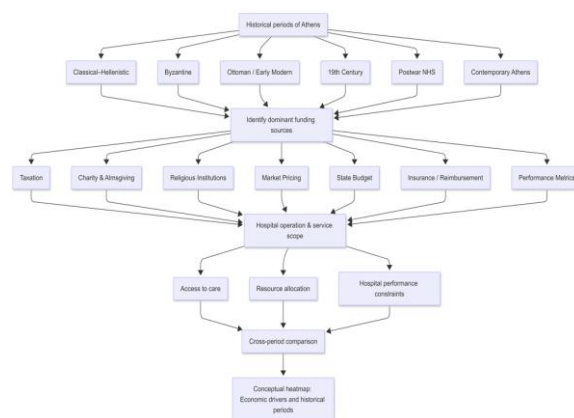 Historical periods of Athens
Classical–Hellenistic
Byzantine
Ottoman / Early Modern
19th Century
Postwar NHS
Contemporary Athens
Identify dominant funding
sources
Taxation
Charity & Almsgiving
Religious Institutions
Market Pricing
State Budget
Insurance / Reimbursement
Performance Metrics
Hospital operation & service
scope
Access to care
Resource allocation
Hospital performance
constraints
Cross-period comparison
Conceptual heatmap:
Economic drivers and historical
periods